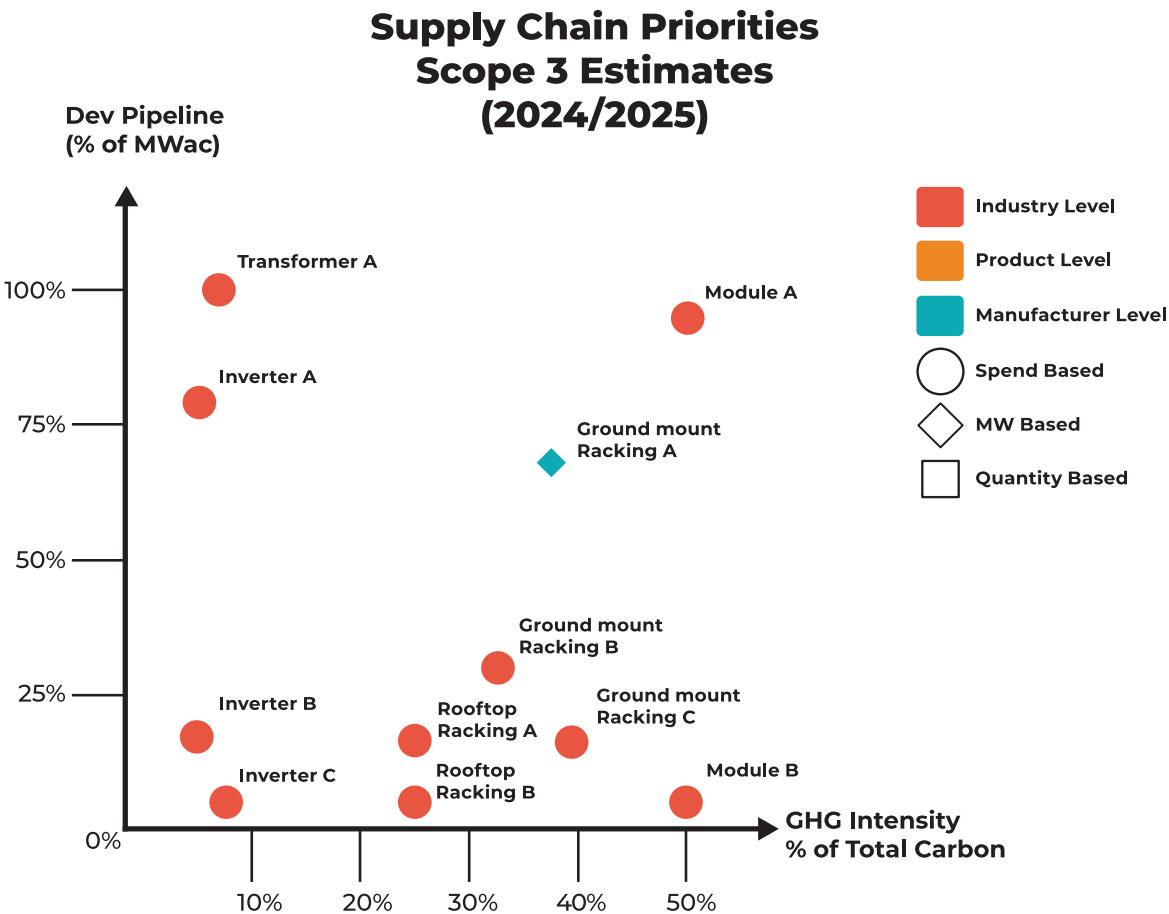 Supply Chain Priorities
Scope 3 Estimates
(2024/2025)
Dev Pipeline
(% of MWac)
Transformer A
100%
Module A
Inverter A
75%
Ground mount
Racking A
50%
Ground mount
Racking B
25%
Inverter B
Rooftop
Racking A
Ground mount
Racking C
Inverter C
Rooftop
Racking B
Module B
0%
GHG Intensity
% of Total Carbon
10%
20%
30%
40%
50%
Industry Level
Product Level
Manufacturer Level
Spend Based
MW Based
Quantity Based